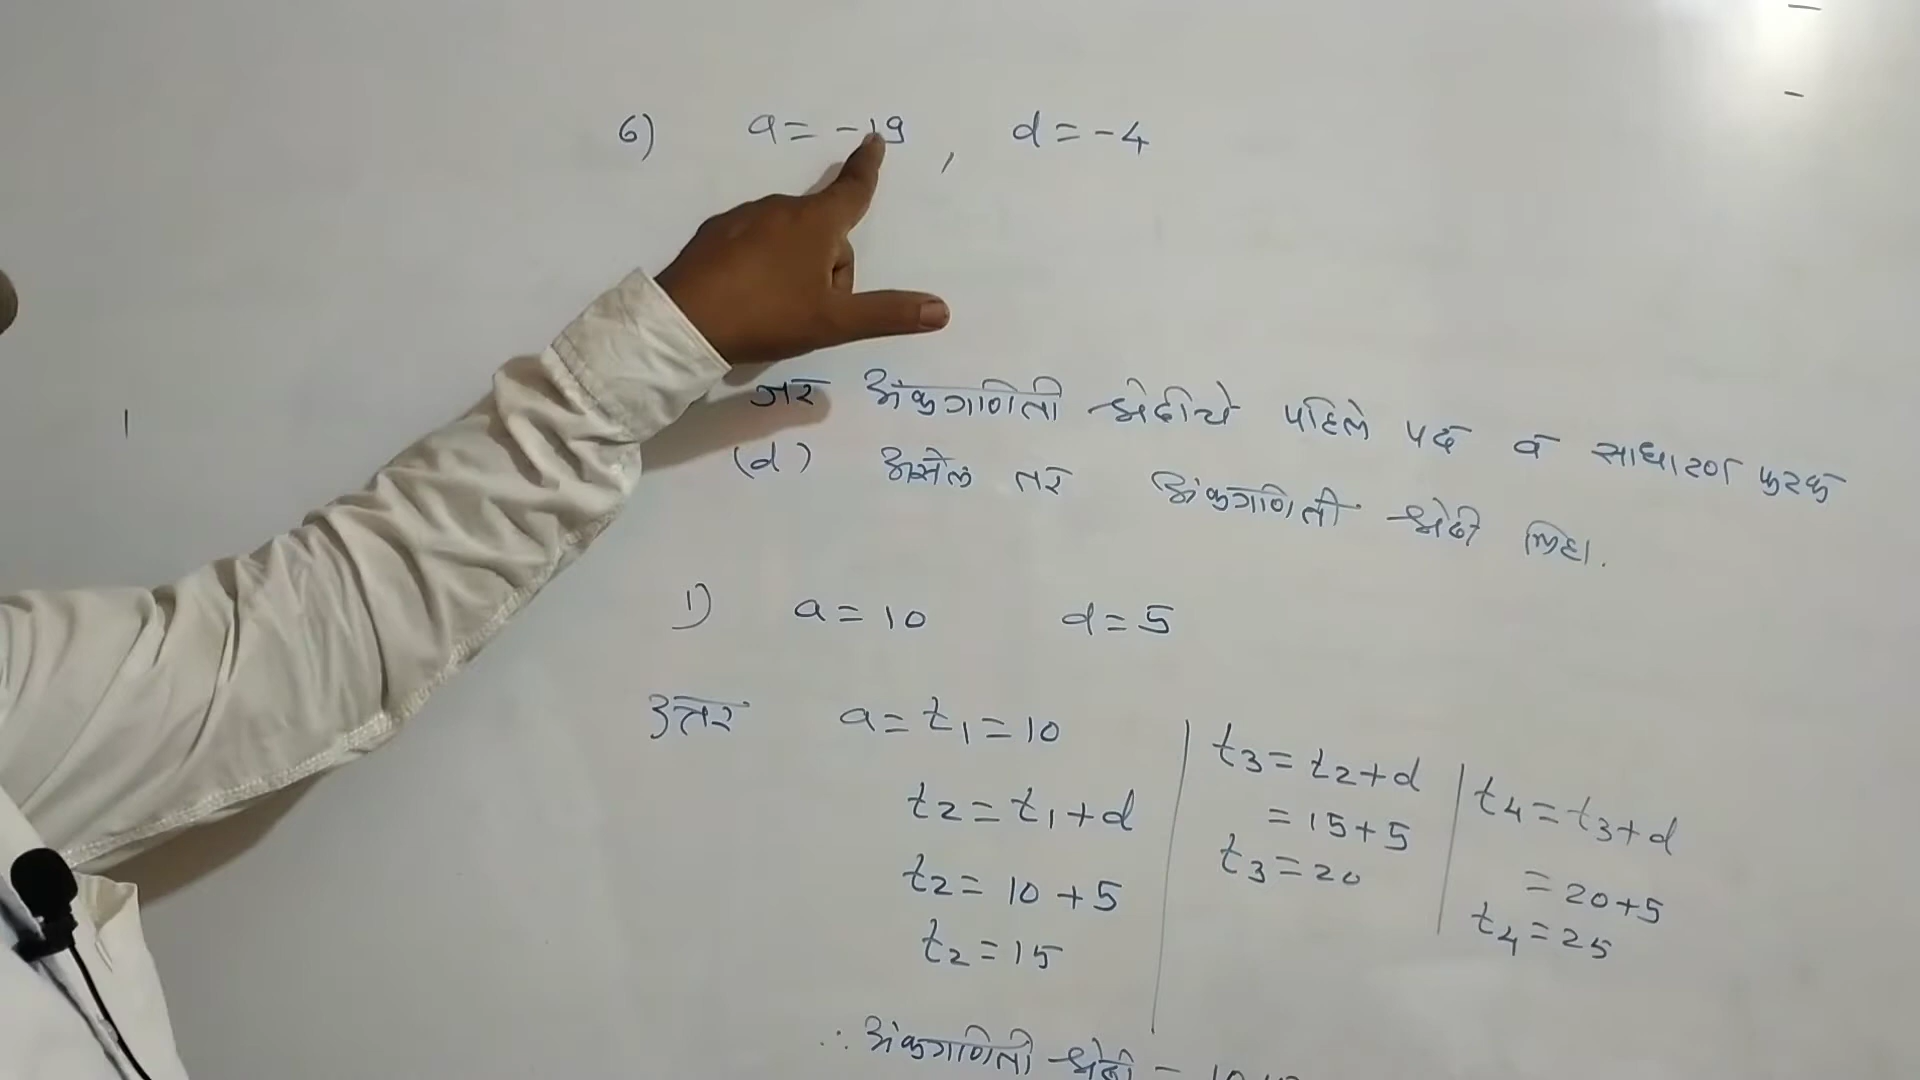 6) a = -19 , d = -4
जर अंकगणिती श्रेढीचे पहिले पद व साधारण फरक
(d) असेल तर अंकगणिती श्रेढी लिहा.
1) a = 10 d = 5
उत्तर a = t1 = 10
t2 = t1 + d
t2 = 10 + 5
t2 = 15
t3 = t2 + d
= 15 + 5
t3 = 20
t4 = t3 + d
= 20 + 5
t4 = 25
∴ अंकगणिती श्रेढी - 10